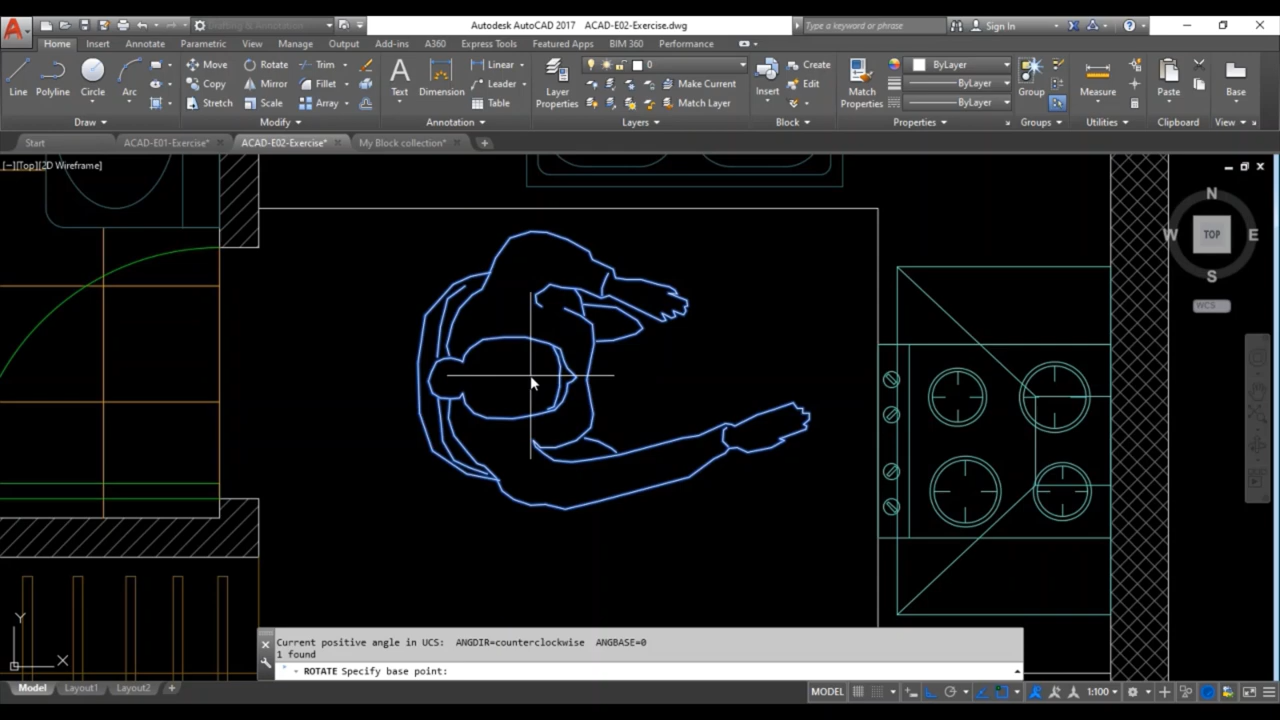 Drafting & Annotation
Autodesk AutoCAD 2017 ACAD-E02-Exercise.dwg
Type a keyword or phrase
Sign In
Home Insert Annotate Parametric View Manage Output Add-ins A360 Express Tools Featured Apps BIM 360 Performance
Line Polyline Circle Arc
Move Rotate Trim
Copy Mirror Fillet
Stretch Scale Array
Text Dimension
Linear
Leader
Table
Layer Properties
0
Make Current
Match Layer
Insert
Create
Edit
Match Properties
ByLayer
ByLayer
ByLayer
Group
Measure
Paste
Base
Draw Modify Annotation Layers Block Properties Groups Utilities Clipboard View
Start ACAD-E01-Exercise* ACAD-E02-Exercise* My Block collection*
[−][Top][2D Wireframe]
N
W TOP E
S
WCS
Y
X
Current positive angle in UCS: ANGDIR=counterclockwise ANGBASE=0
1 found
ROTATE Specify base point:
Model Layout1 Layout2 +
MODEL 1:100